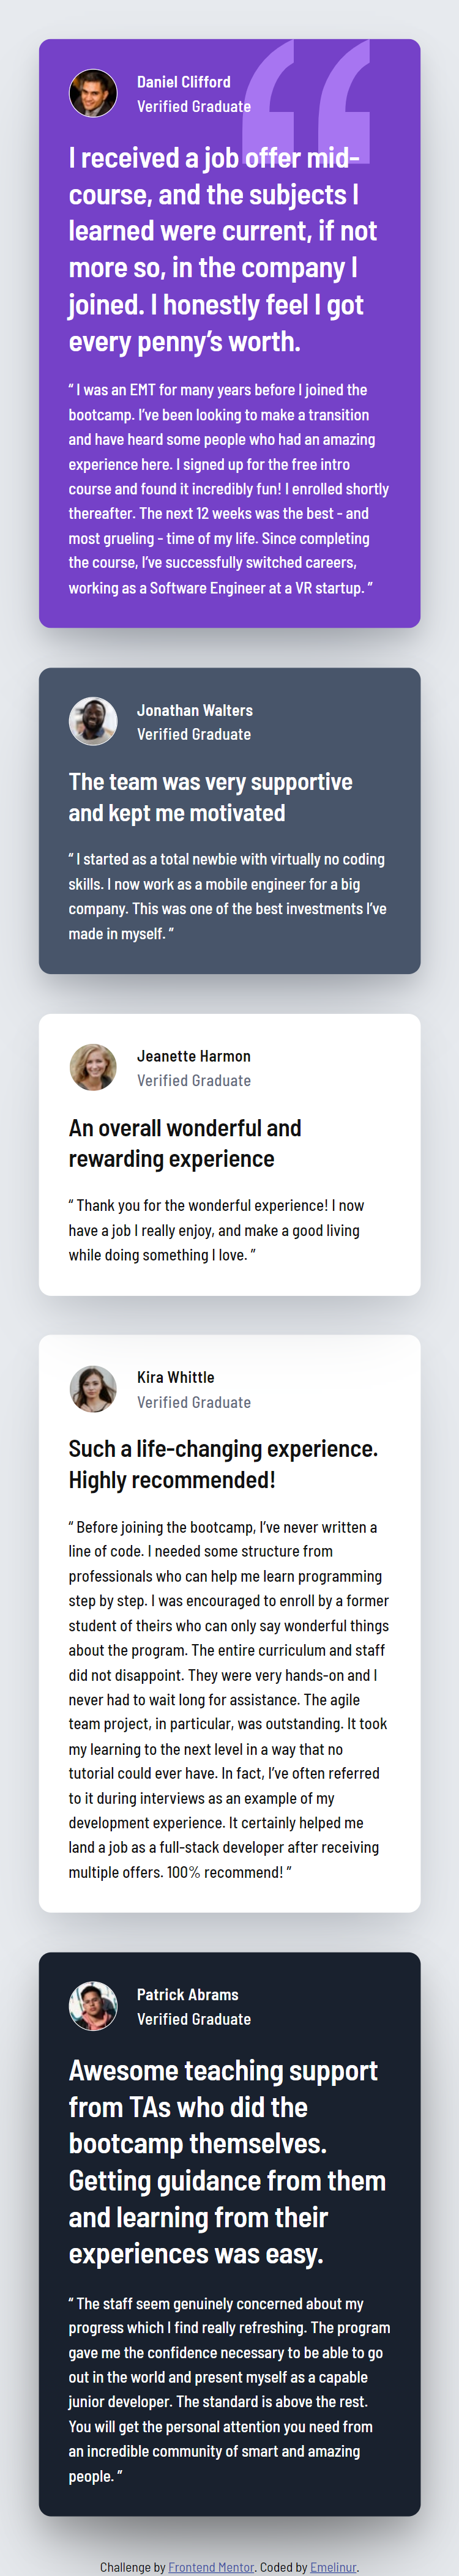 Daniel Clifford
Verified Graduate
I received a job offer mid-
course, and the subjects I
learned were current, if not
more so, in the company I
joined. I honestly feel I got
every penny’s worth.
“ I was an EMT for many years before I joined the
bootcamp. I’ve been looking to make a transition
and have heard some people who had an amazing
experience here. I signed up for the free intro
course and found it incredibly fun! I enrolled shortly
thereafter. The next 12 weeks was the best - and
most grueling - time of my life. Since completing
the course, I’ve successfully switched careers,
working as a Software Engineer at a VR startup. ”
Jonathan Walters
Verified Graduate
The team was very supportive
and kept me motivated
“ I started as a total newbie with virtually no coding
skills. I now work as a mobile engineer for a big
company. This was one of the best investments I’ve
made in myself. ”
Jeanette Harmon
Verified Graduate
An overall wonderful and
rewarding experience
“ Thank you for the wonderful experience! I now
have a job I really enjoy, and make a good living
while doing something I love. ”
Kira Whittle
Verified Graduate
Such a life-changing experience.
Highly recommended!
“ Before joining the bootcamp, I’ve never written a
line of code. I needed some structure from
professionals who can help me learn programming
step by step. I was encouraged to enroll by a former
student of theirs who can only say wonderful things
about the program. The entire curriculum and staff
did not disappoint. They were very hands-on and I
never had to wait long for assistance. The agile
team project, in particular, was outstanding. It took
my learning to the next level in a way that no
tutorial could ever have. In fact, I’ve often referred
to it during interviews as an example of my
development experience. It certainly helped me
land a job as a full-stack developer after receiving
multiple offers. 100% recommend! ”
Patrick Abrams
Verified Graduate
Awesome teaching support
from TAs who did the
bootcamp themselves.
Getting guidance from them
and learning from their
experiences was easy.
“ The staff seem genuinely concerned about my
progress which I find really refreshing. The program
gave me the confidence necessary to be able to go
out in the world and present myself as a capable
junior developer. The standard is above the rest.
You will get the personal attention you need from
an incredible community of smart and amazing
people. ”
Challenge by Frontend Mentor. Coded by Emelinur.